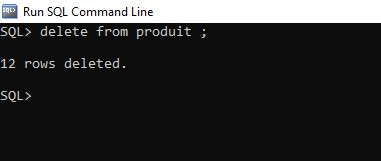 Run SQL Command Line
SQL> delete from produit ;
12 rows deleted.
SQL>